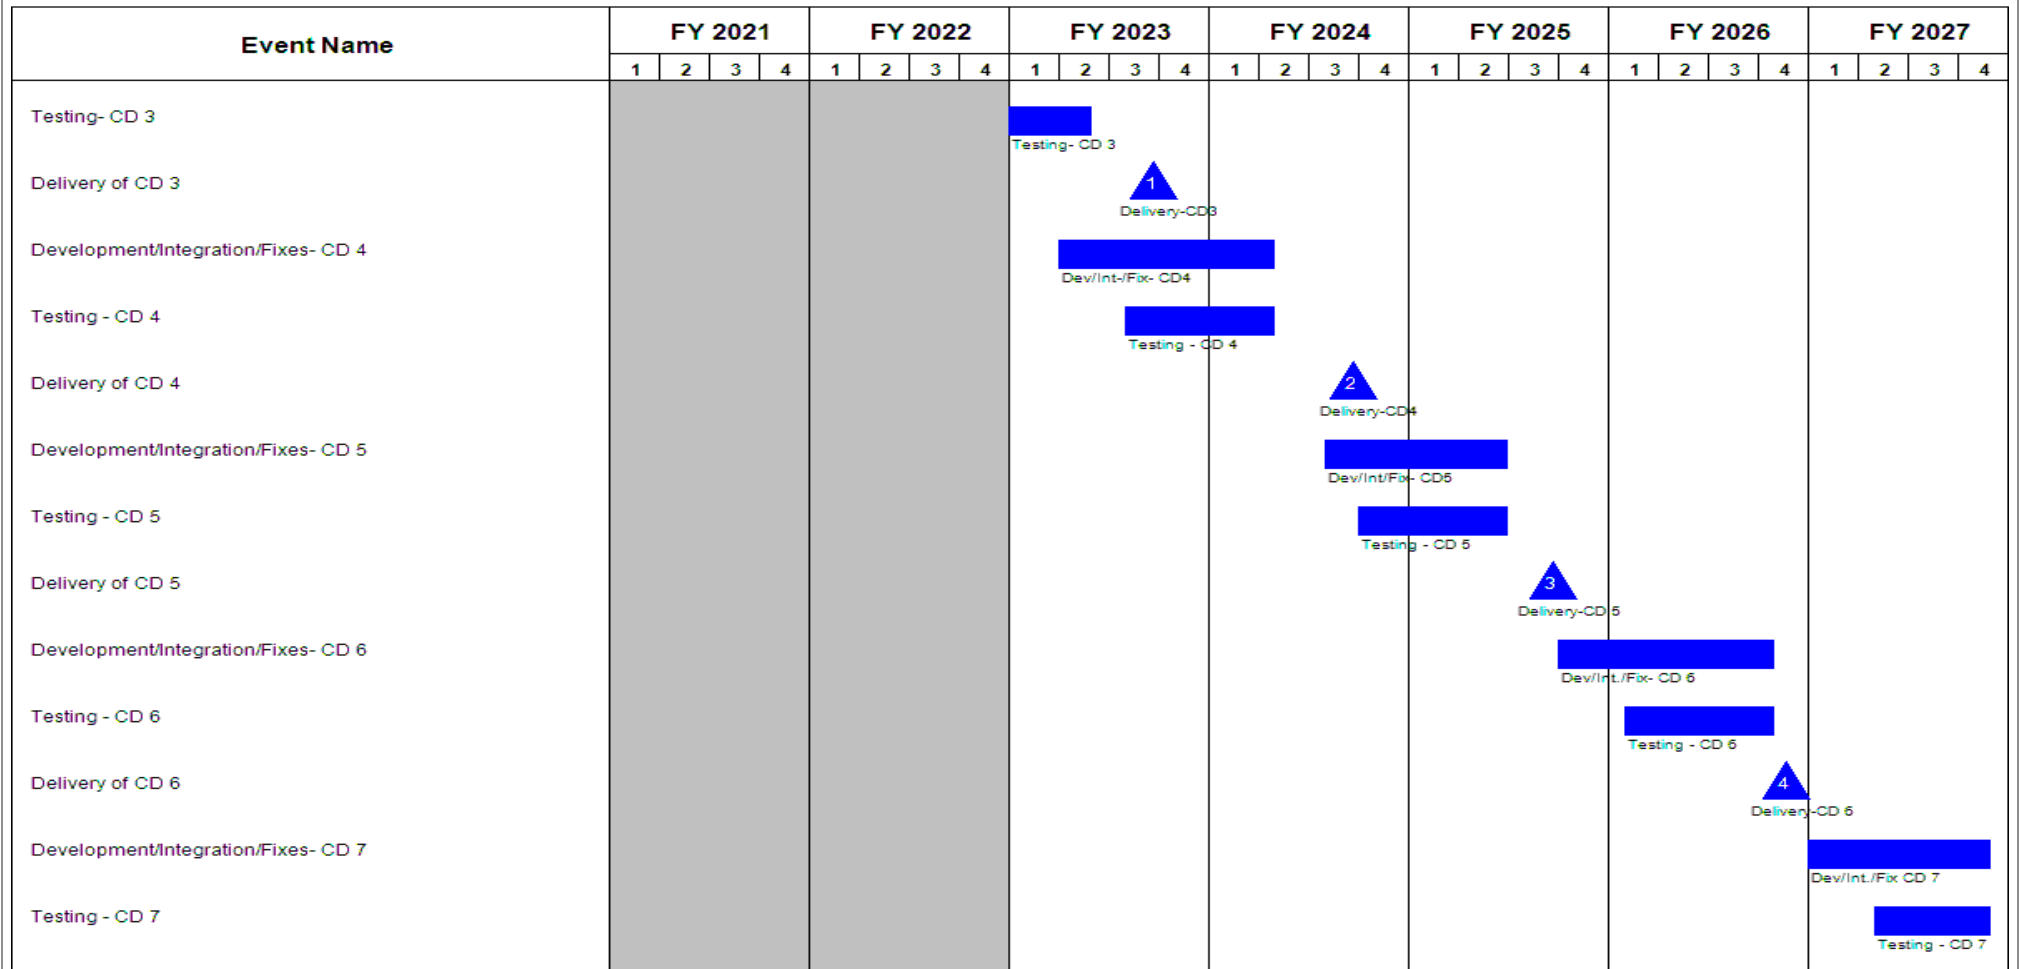 Event Name
FY 2021 FY 2022 FY 2023 FY 2024 FY 2025 FY 2026 FY 2027
1 2 3 4 1 2 3 4 1 2 3 4 1 2 3 4 1 2 3 4 1 2 3 4 1 2 3 4
Testing- CD 3
Testing- CD 3
Delivery of CD 3
1
Delivery-CD3
Development/Integration/Fixes- CD 4
Dev/Int-/Fix- CD4
Testing - CD 4
Testing - CD 4
Delivery of CD 4
2
Delivery-CD4
Development/Integration/Fixes- CD 5
Dev/Int/Fix- CD5
Testing - CD 5
Testing - CD 5
Delivery of CD 5
3
Delivery-CD 5
Development/Integration/Fixes- CD 6
Dev/Int./Fix- CD 6
Testing - CD 6
Testing - CD 6
Delivery of CD 6
4
Delivery-CD 6
Development/Integration/Fixes- CD 7
Dev/Int./Fix CD 7
Testing - CD 7
Testing - CD 7